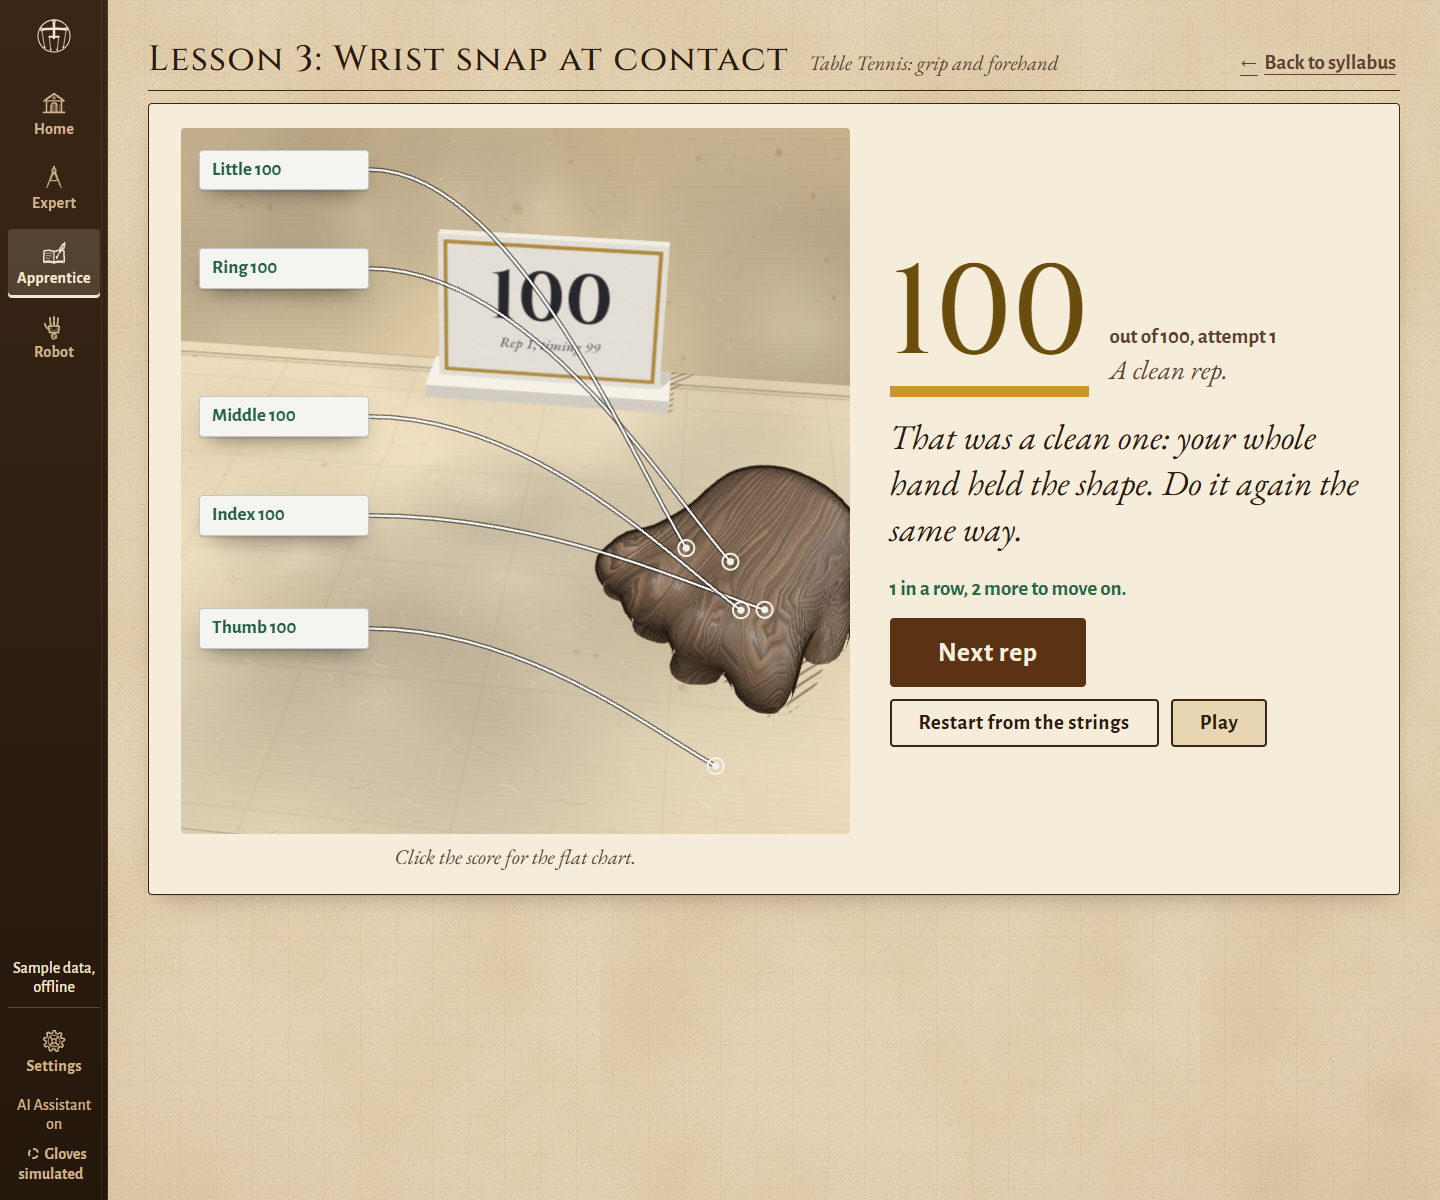 Lesson 3: Wrist snap at contact
Table Tennis: grip and forehand
← Back to syllabus
Home
Expert
Apprentice
Robot
Sample data,
offline
Settings
AI Assistant
on
Gloves
simulated
Little 100
Ring 100
Middle 100
Index 100
Thumb 100
100
Rep 1, timing 99
Click the score for the flat chart.
100
out of 100, attempt 1
A clean rep.
That was a clean one: your whole
hand held the shape. Do it again the
same way.
1 in a row, 2 more to move on.
Next rep
Restart from the strings
Play